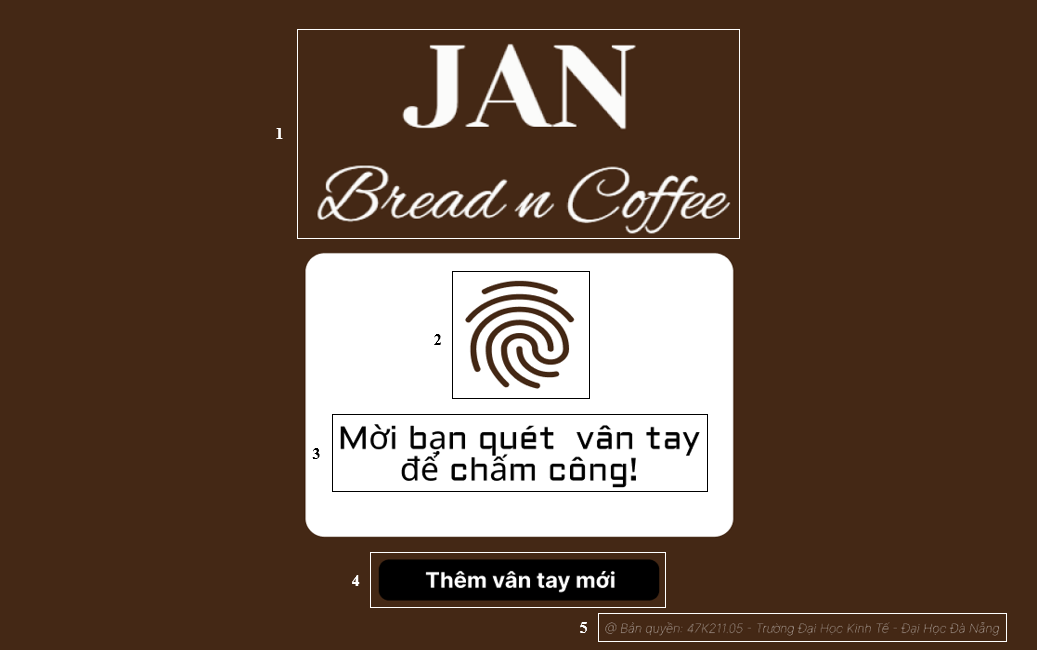 1
JAN
Bread n Coffee
2
3
Mời bạn quét vân tay
để chấm công!
4
Thêm vân tay mới
5
@ Bản quyền: 47K211.05 - Trường Đại Học Kinh Tế - Đại Học Đà Nẵng